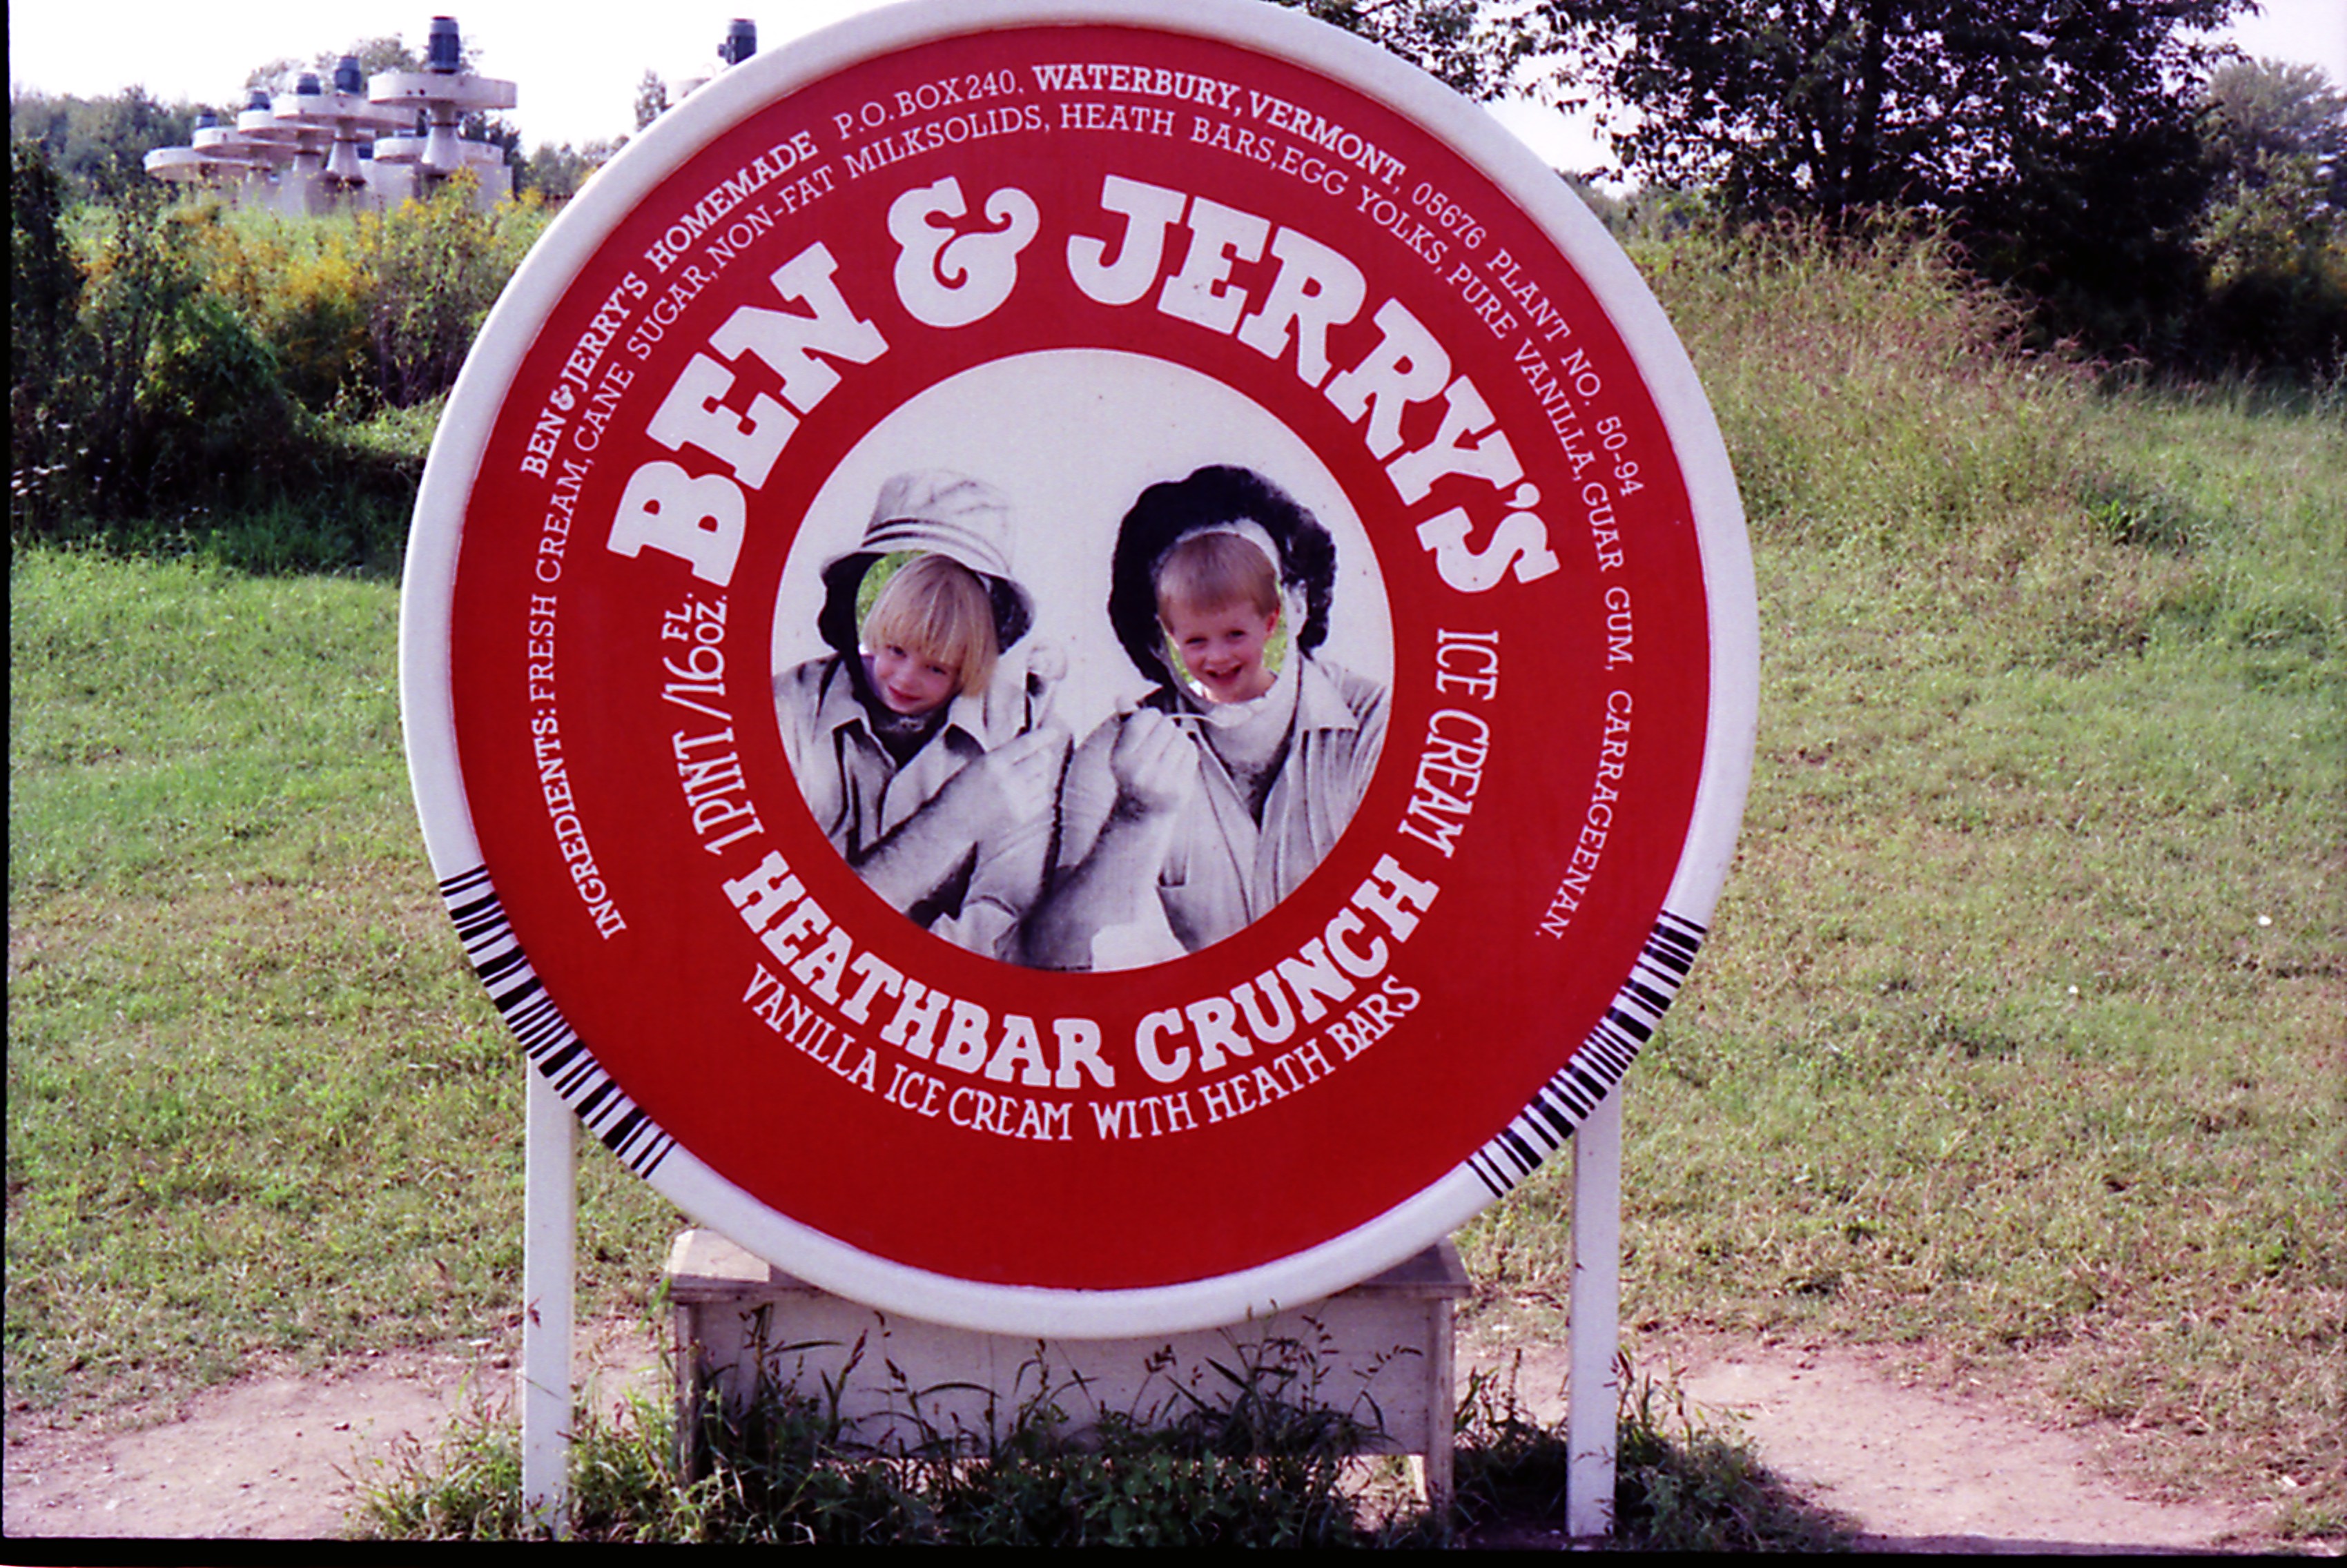 BEN & JERRY'S HOMEMADE P.O. BOX 240, WATERBURY, VERMONT, 05676 PLANT NO. 50-94
INGREDIENTS: FRESH CREAM, CANE SUGAR, NON-FAT MILKSOLIDS, HEATH BARS, EGG YOLKS, PURE VANILLA, GUAR GUM, CARRAGEENAN.
BEN & JERRY'S
1 PINT/16 FL. OZ.
ICE CREAM
HEATHBAR CRUNCH
VANILLA ICE CREAM WITH HEATH BARS